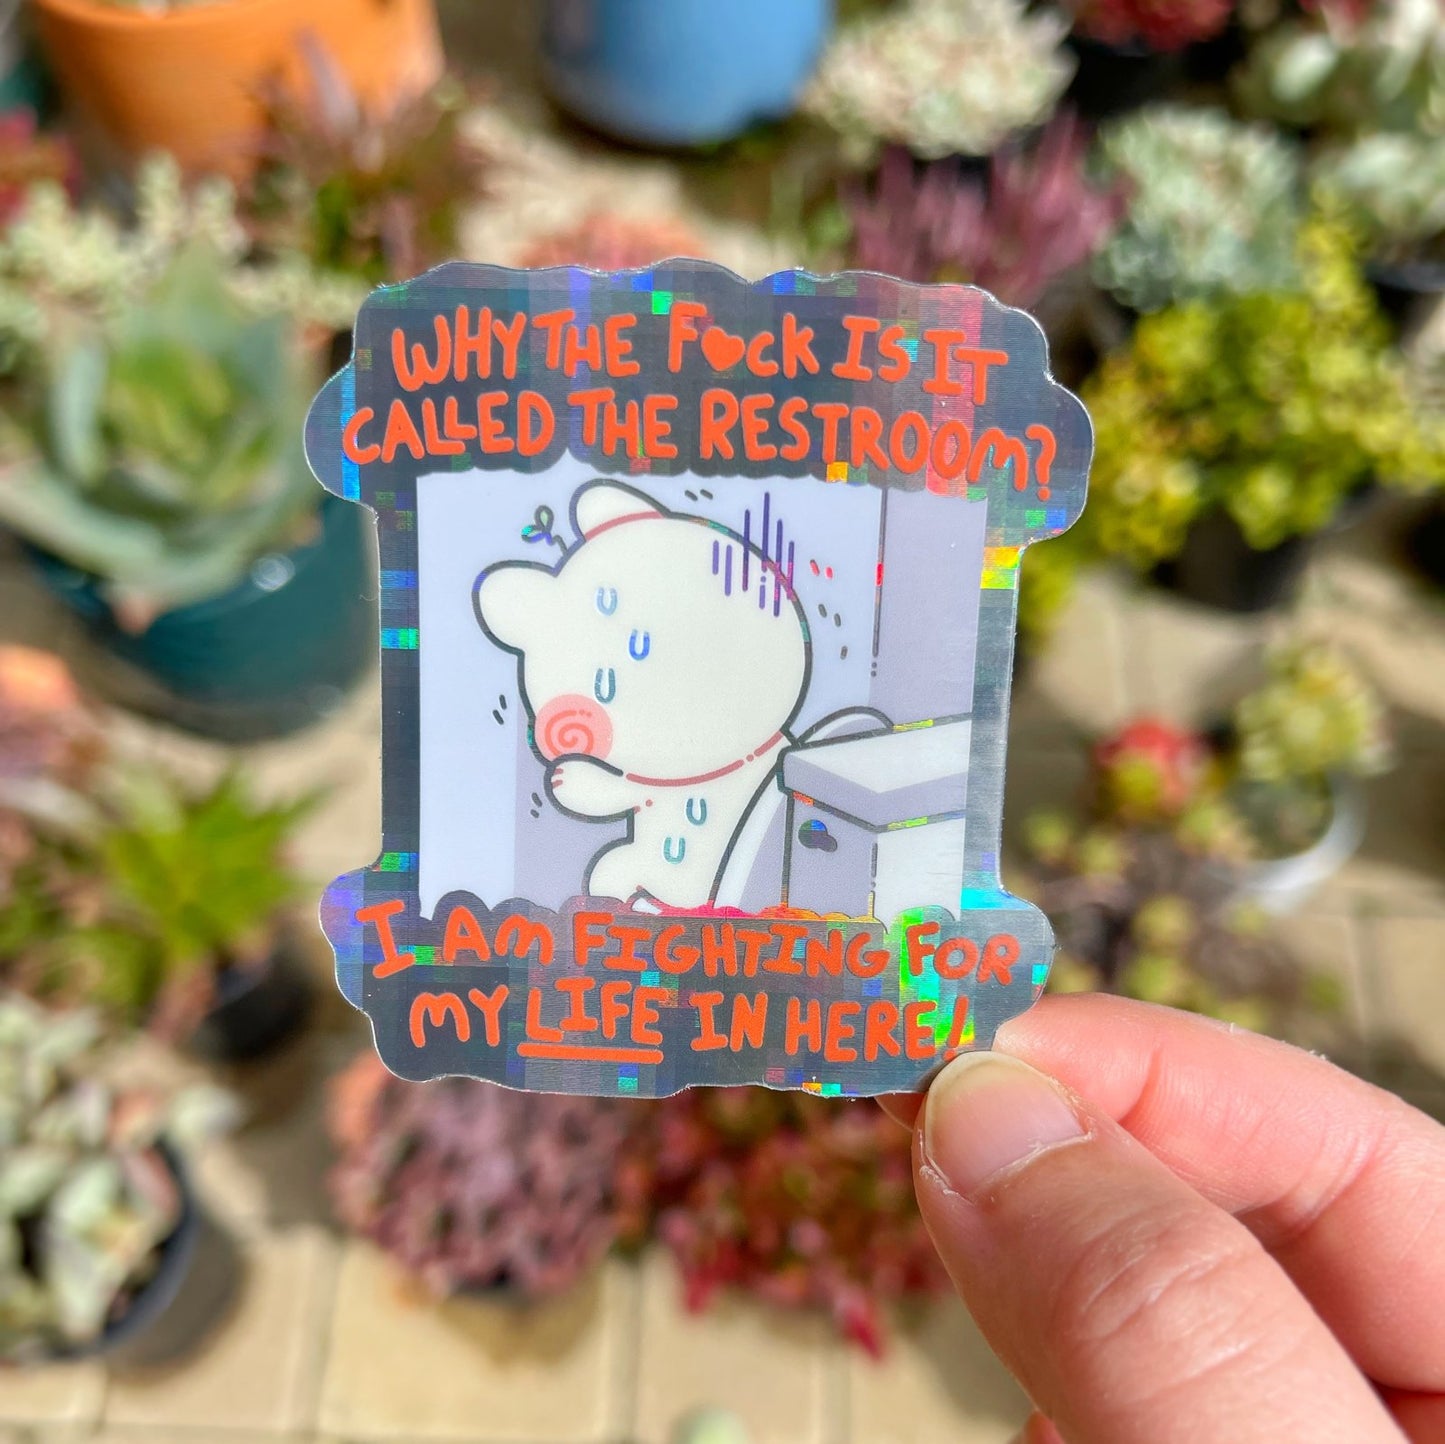 WHY THE F♥CK IS IT
CALLED THE RESTROOM?
I AM FIGHTING FOR
MY LIFE IN HERE!